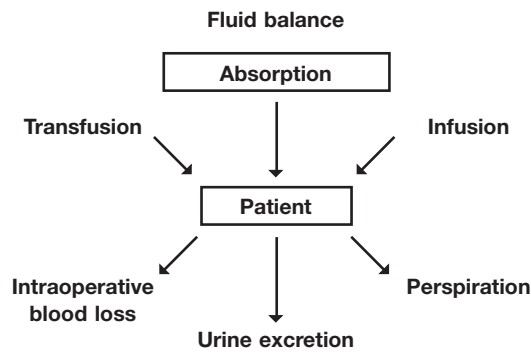 Fluid balance
Absorption
Transfusion
Infusion
Patient
Intraoperative
blood loss
Perspiration
Urine excretion